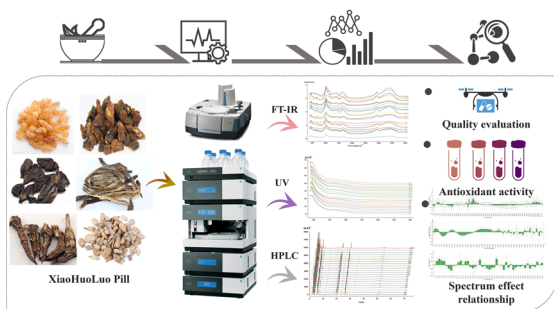 FT-IR
Quality evaluation
UV
Antioxidant activity
HPLC
XiaoHuoLuo Pill
Spectrum effect
relationship